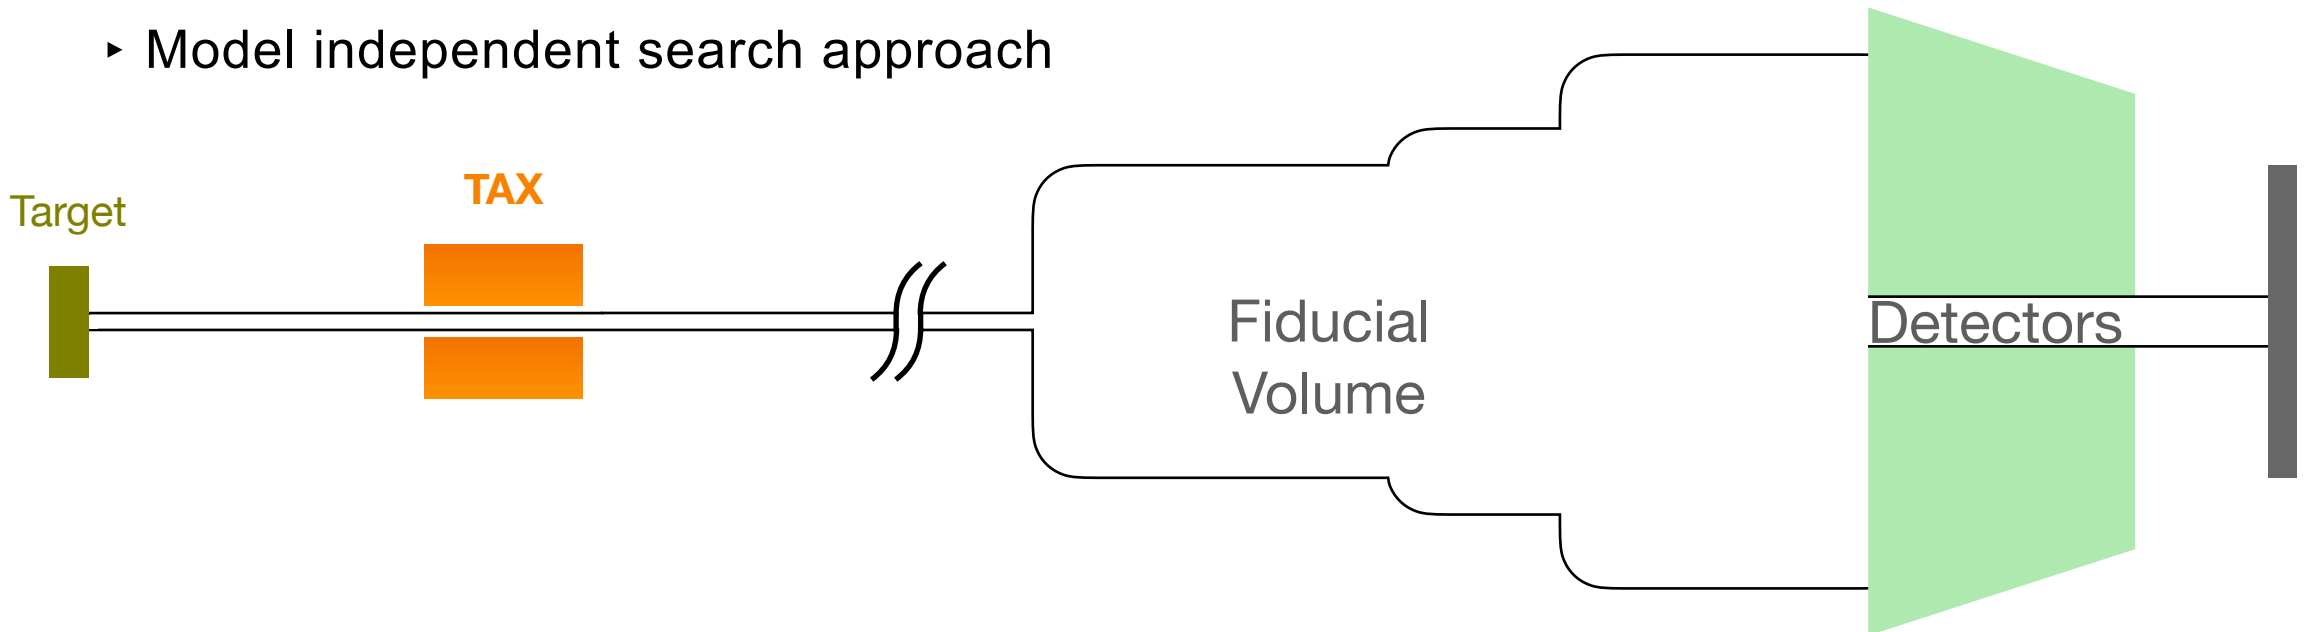 ‣ Model independent search approach
TAX
Target
Fiducial
Volume
Detectors